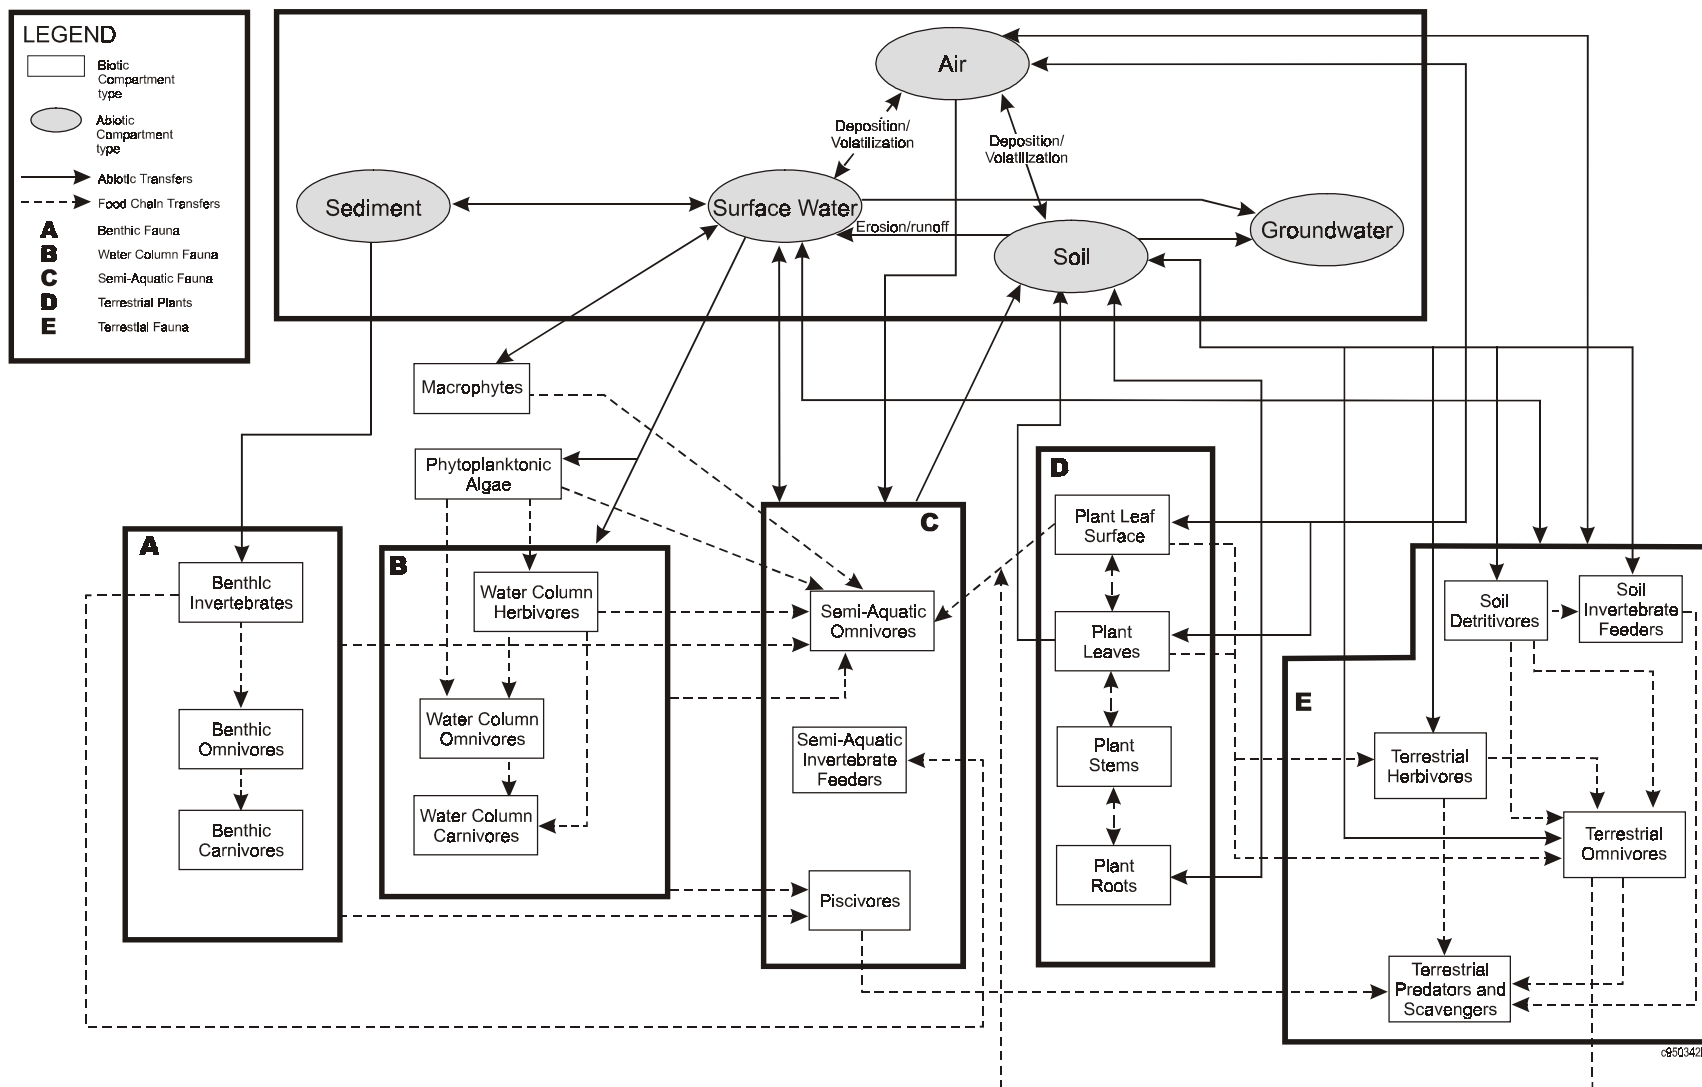 LEGEND
Biotic
Compartment
type
Abiotic
Compartment
type
Abiotic Transfers
Food Chain Transfers
A Benthic Fauna
B Water Column Fauna
C Semi-Aquatic Fauna
D Terrestrial Plants
E Terrestial Fauna
Air
Deposition/
Volatilization
Deposition/
Volatilization
Sediment
Surface Water
Erosion/runoff
Soil
Groundwater
Macrophytes
Phytoplanktonic
Algae
A
Benthic
Invertebrates
Benthic
Omnivores
Benthic
Carnivores
B
Water Column
Herbivores
Water Column
Omnivores
Water Column
Carnivores
C
Semi-Aquatic
Omnivores
Semi-Aquatic
Invertebrate
Feeders
Piscivores
D
Plant Leaf
Surface
Plant
Leaves
Plant
Stems
Plant
Roots
E
Soil
Detritivores
Soil
Invertebrate
Feeders
Terrestrial
Herbivores
Terrestrial
Omnivores
Terrestrial
Predators and
Scavengers